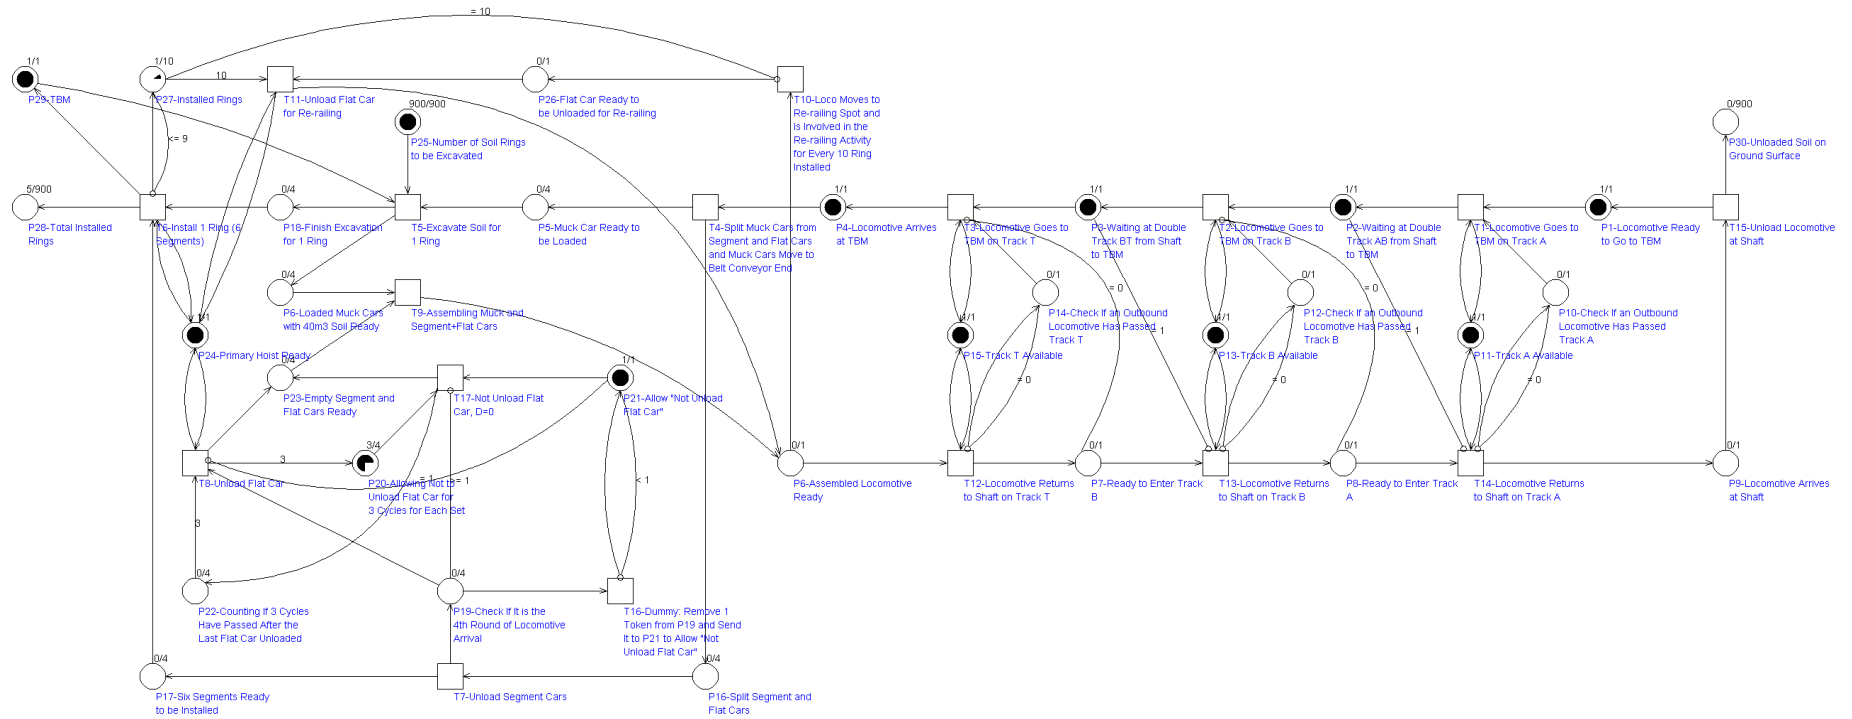 = 10
1/1
P29-TBM
1/10
P27-Installed Rings
10
T11-Unload Flat Car
for Re-railing
0/1
P26-Flat Car Ready to
be Unloaded for Re-railing
T10-Loco Moves to
Re-railing Spot and
Is Involved in the
Re-railing Activity
for Every 10 Ring
Installed
900/900
P25-Number of Soil Rings
to be Excavated
<= 9
0/900
P30-Unloaded Soil on
Ground Surface
5/900
P28-Total Installed
Rings
T6-Install 1 Ring (6
Segments)
0/4
P18-Finish Excavation
for 1 Ring
T5-Excavate Soil for
1 Ring
0/4
P5-Muck Car Ready to
be Loaded
T4-Split Muck Cars from
Segment and Flat Cars
and Muck Cars Move to
Belt Conveyor End
1/1
P4-Locomotive Arrives
at TBM
T3-Locomotive Goes to
TBM on Track T
1/1
P3-Waiting at Double
Track BT from Shaft
to TBM
T2-Locomotive Goes to
TBM on Track B
1/1
P2-Waiting at Double
Track AB from Shaft
to TBM
T1-Locomotive Goes to
TBM on Track A
1/1
P1-Locomotive Ready
to Go to TBM
T15-Unload Locomotive
at Shaft
0/4
P6-Loaded Muck Cars
with 40m3 Soil Ready
T9-Assembling Muck and
Segment+Flat Cars
0/1
P14-Check If an Outbound
Locomotive Has Passed
Track T
= 0
= 1
0/1
P12-Check If an Outbound
Locomotive Has Passed
Track B
= 0
= 1
0/1
P10-Check If an Outbound
Locomotive Has Passed
Track A
1/1
P24-Primary Hoist Ready
1/1
P15-Track T Available
1/1
P13-Track B Available
1/1
P11-Track A Available
= 0
= 0
= 0
0/4
P23-Empty Segment and
Flat Cars Ready
T17-Not Unload Flat
Car, D=0
1/1
P21-Allow "Not Unload
Flat Car"
3
T8-Unload Flat Car
3/4
P20-Allowing Not to
Unload Flat Car for
3 Cycles for Each Set
= 1
= 1
< 1
0/1
P6-Assembled Locomotive
Ready
T12-Locomotive Returns
to Shaft on Track T
0/1
P7-Ready to Enter Track
B
T13-Locomotive Returns
to Shaft on Track B
0/1
P8-Ready to Enter Track
A
T14-Locomotive Returns
to Shaft on Track A
0/1
P9-Locomotive Arrives
at Shaft
3
0/4
P22-Counting If 3 Cycles
Have Passed After the
Last Flat Car Unloaded
0/4
P19-Check If It is the
4th Round of Locomotive
Arrival
T16-Dummy: Remove 1
Token from P19 and Send
It to P21 to Allow "Not
Unload Flat Car"
0/4
P17-Six Segments Ready
to be Installed
T7-Unload Segment Cars
0/4
P16-Split Segment and
Flat Cars